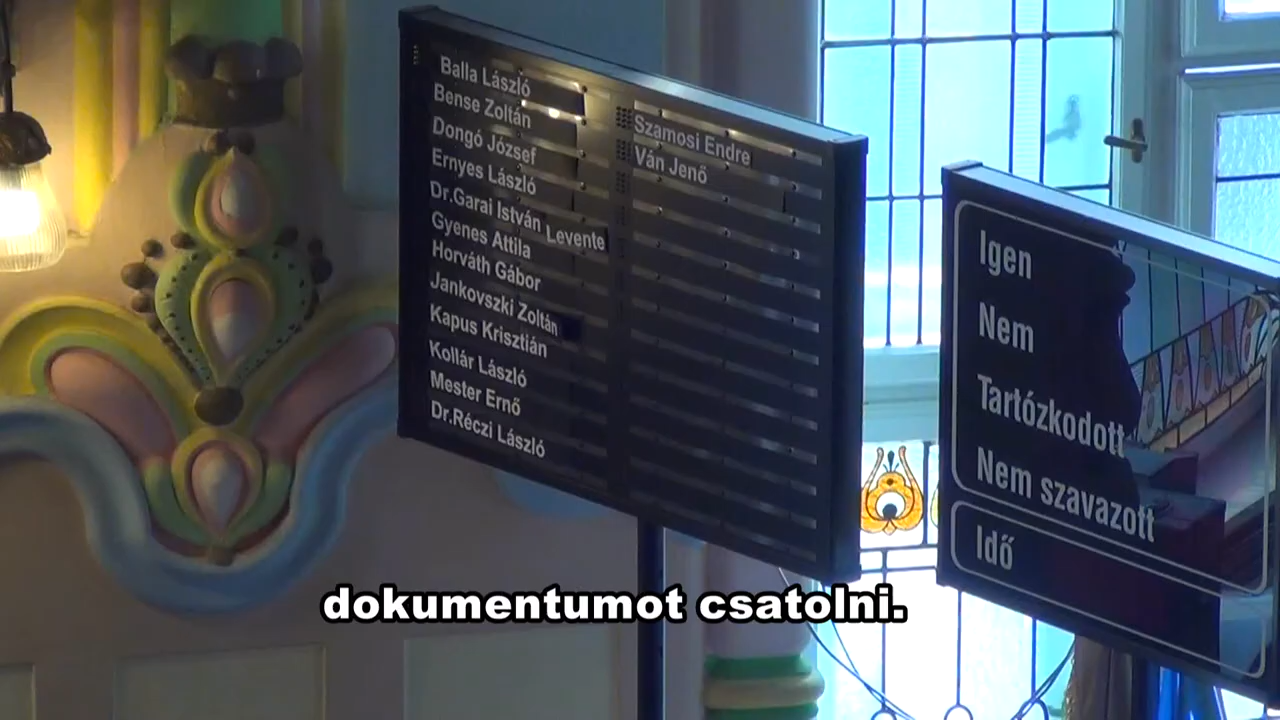 Balla László
Bense Zoltán
Dongó József
Ernyes László
Dr.Garai István Levente
Gyenes Attila
Horváth Gábor
Jankovszki Zoltán
Kapus Krisztián
Kollár László
Mester Ernő
Dr.Réczi László
Szamosi Endre
Ván Jenő
Igen
Nem
Tartózkodott
Nem szavazott
Idő
dokumentumot csatolni.